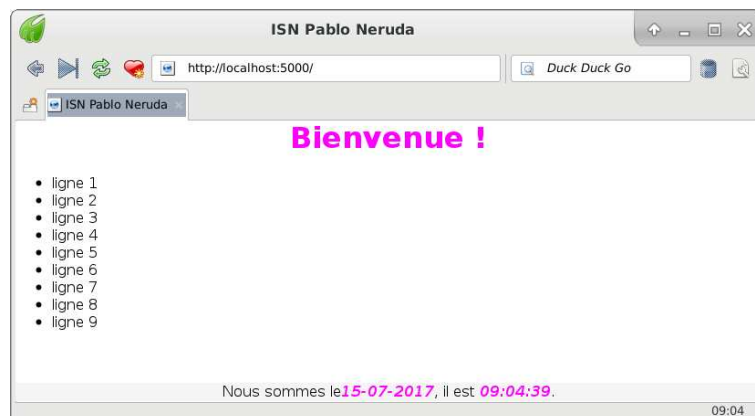 ISN Pablo Neruda
http://localhost:5000/
Duck Duck Go
ISN Pablo Neruda
Bienvenue !
• ligne 1
• ligne 2
• ligne 3
• ligne 4
• ligne 5
• ligne 6
• ligne 7
• ligne 8
• ligne 9
Nous sommes le15-07-2017, il est 09:04:39.
09:04